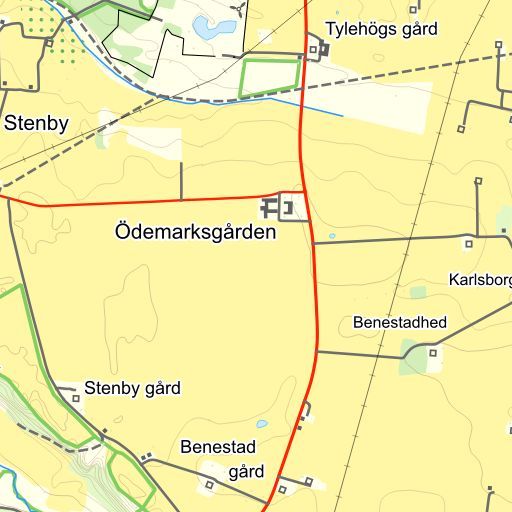 Tylehögs gård
Stenby
Ödemarksgården
Karlsborg
Benestadhed
Stenby gård
Benestad
gård